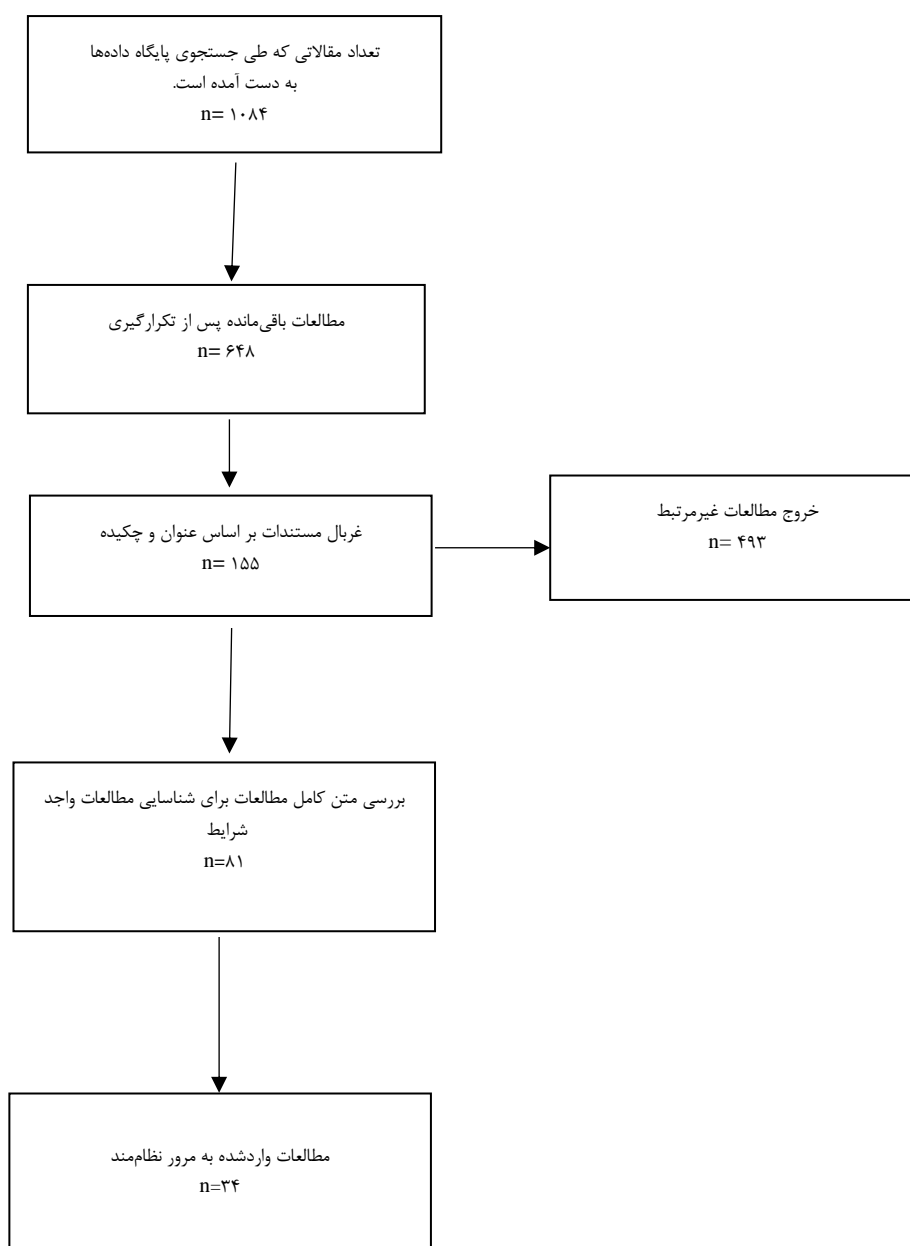 تعداد مقالاتی که طی جستجوی پایگاه داده‌ها
به دست آمده است.
n= ۱۰۸۴
مطالعات باقی‌مانده پس از تکرارگیری
n= ۶۴۸
غربال مستندات بر اساس عنوان و چکیده
n= ۱۵۵
خروج مطالعات غیرمرتبط
n= ۴۹۳
بررسی متن کامل مطالعات برای شناسایی مطالعات واجد
شرایط
n=۸۱
مطالعات واردشده به مرور نظام‌مند
n=۳۴